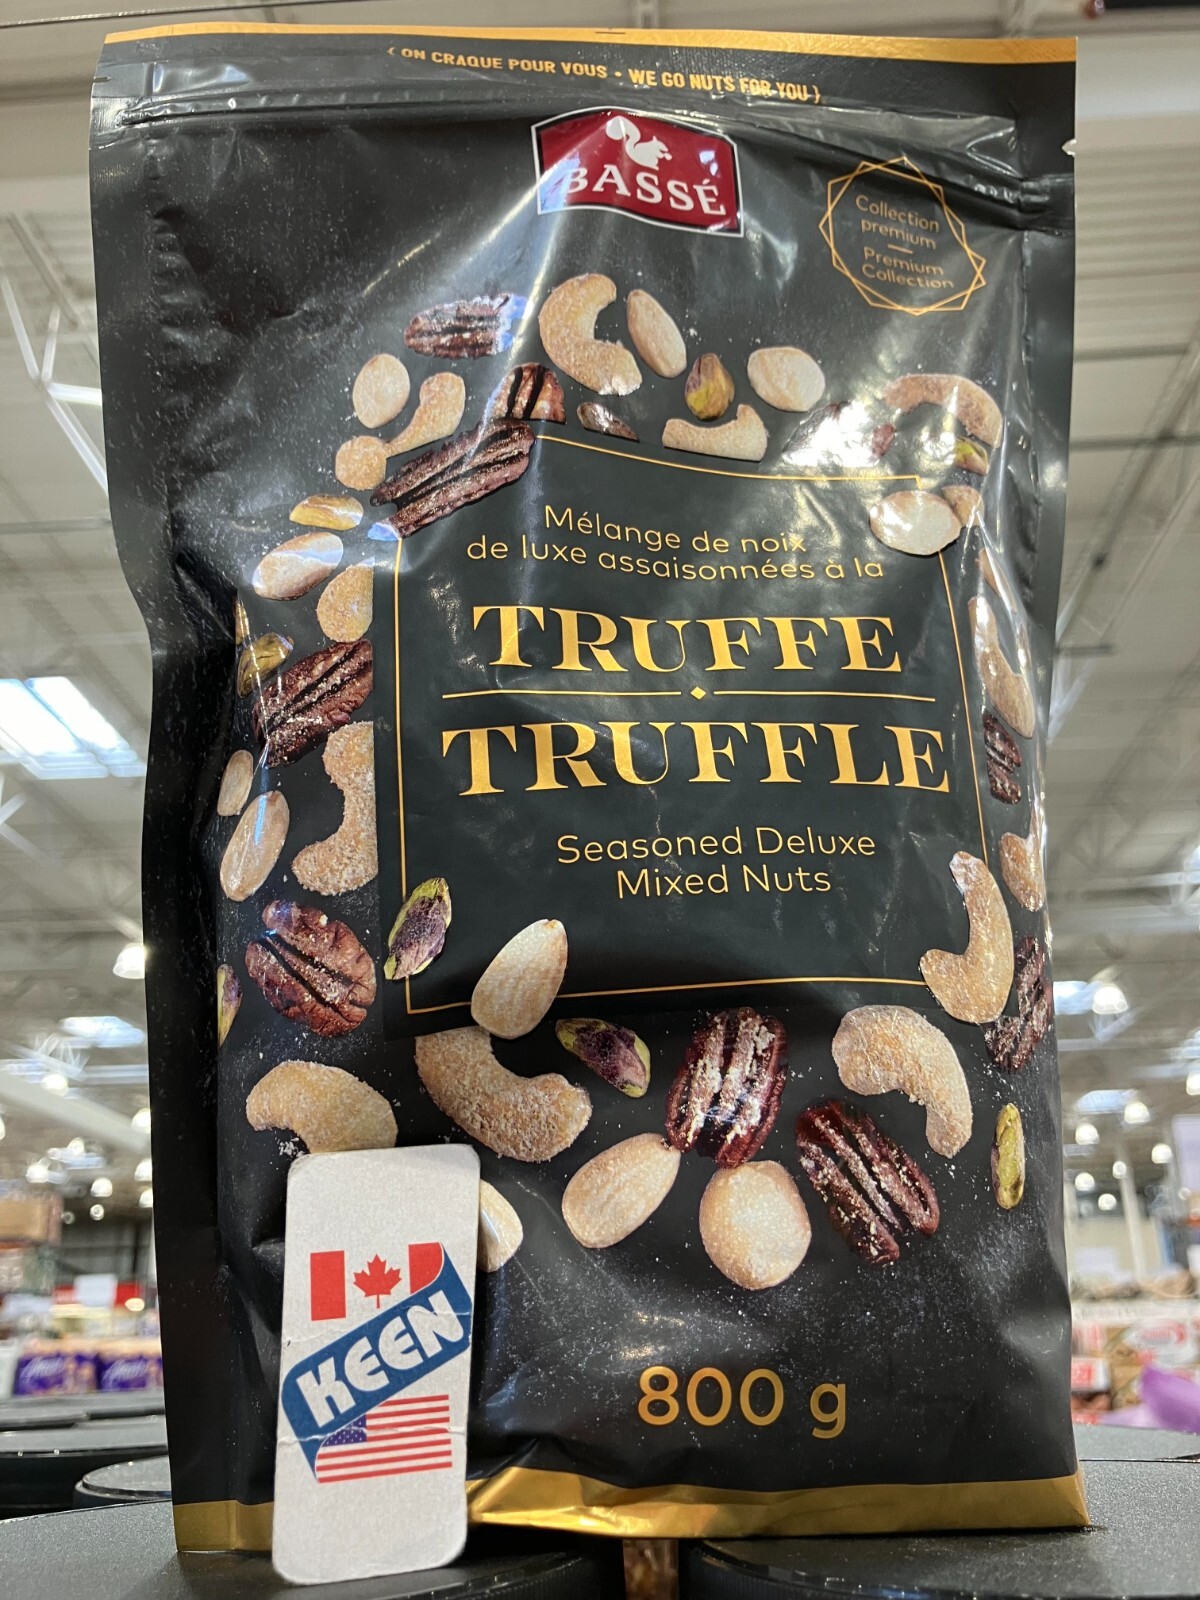 { ON CRAQUE POUR VOUS • WE GO NUTS FOR YOU }
BASSÉ
Collection
premium
Premium
Collection
Mélange de noix
de luxe assaisonnées à la
TRUFFE
TRUFFLE
Seasoned Deluxe
Mixed Nuts
KEEN
800 g